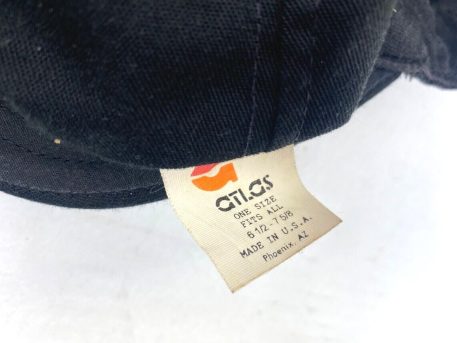 atlas
ONE SIZE
FITS ALL
6 1/2 - 7 5/8
MADE IN U.S.A.
Phoenix, AZ